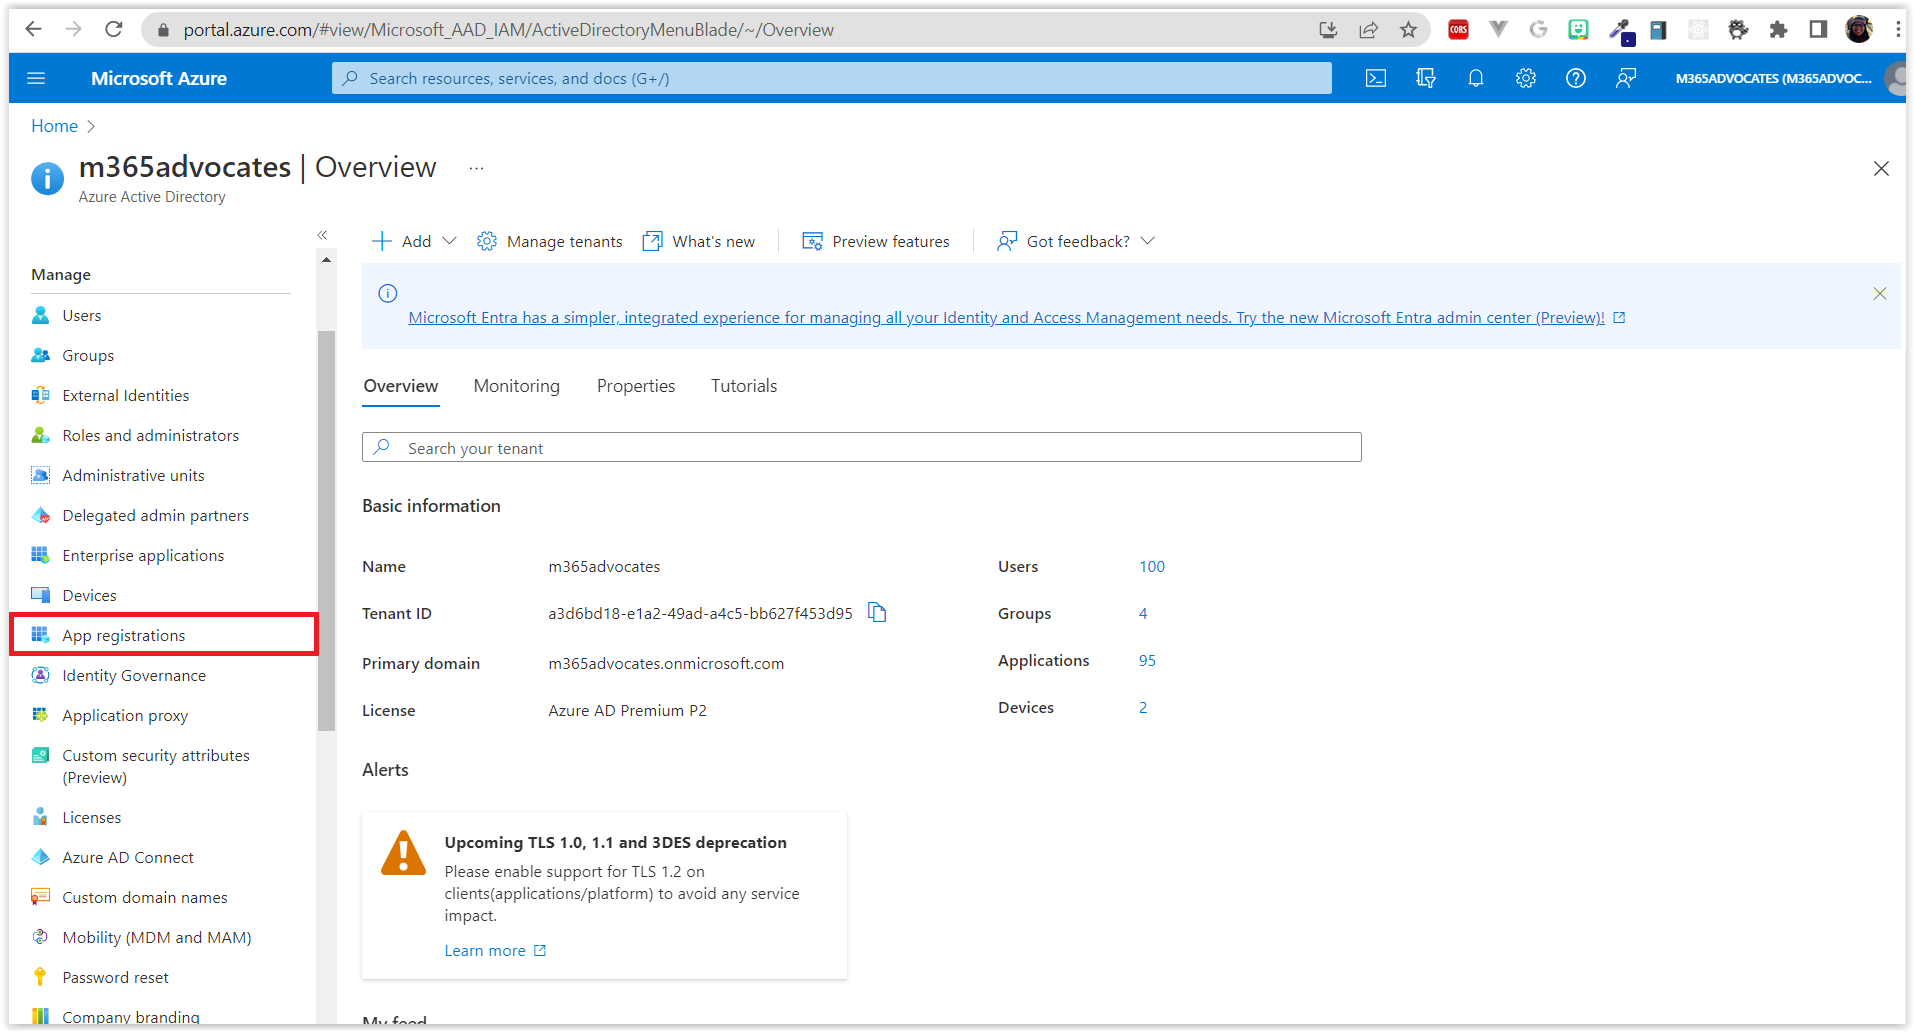 portal.azure.com/#view/Microsoft_AAD_IAM/ActiveDirectoryMenuBlade/~/Overview
CORS
Microsoft Azure
Search resources, services, and docs (G+/)
M365ADVOCATES (M365ADVOC...
Home
m365advocates | Overview ...
Azure Active Directory
Add
Manage tenants
What's new
Preview features
Got feedback?
Manage
Users
Groups
External Identities
Roles and administrators
Administrative units
Delegated admin partners
Enterprise applications
Devices
App registrations
Identity Governance
Application proxy
Custom security attributes
(Preview)
Licenses
Azure AD Connect
Custom domain names
Mobility (MDM and MAM)
Password reset
Company branding
Microsoft Entra has a simpler, integrated experience for managing all your Identity and Access Management needs. Try the new Microsoft Entra admin center (Preview)!
Overview
Monitoring
Properties
Tutorials
Search your tenant
Basic information
Name m365advocates
Tenant ID a3d6bd18-e1a2-49ad-a4c5-bb627f453d95
Primary domain m365advocates.onmicrosoft.com
License Azure AD Premium P2
Users 100
Groups 4
Applications 95
Devices 2
Alerts
Upcoming TLS 1.0, 1.1 and 3DES deprecation
Please enable support for TLS 1.2 on
clients(applications/platform) to avoid any service
impact.
Learn more
My feed